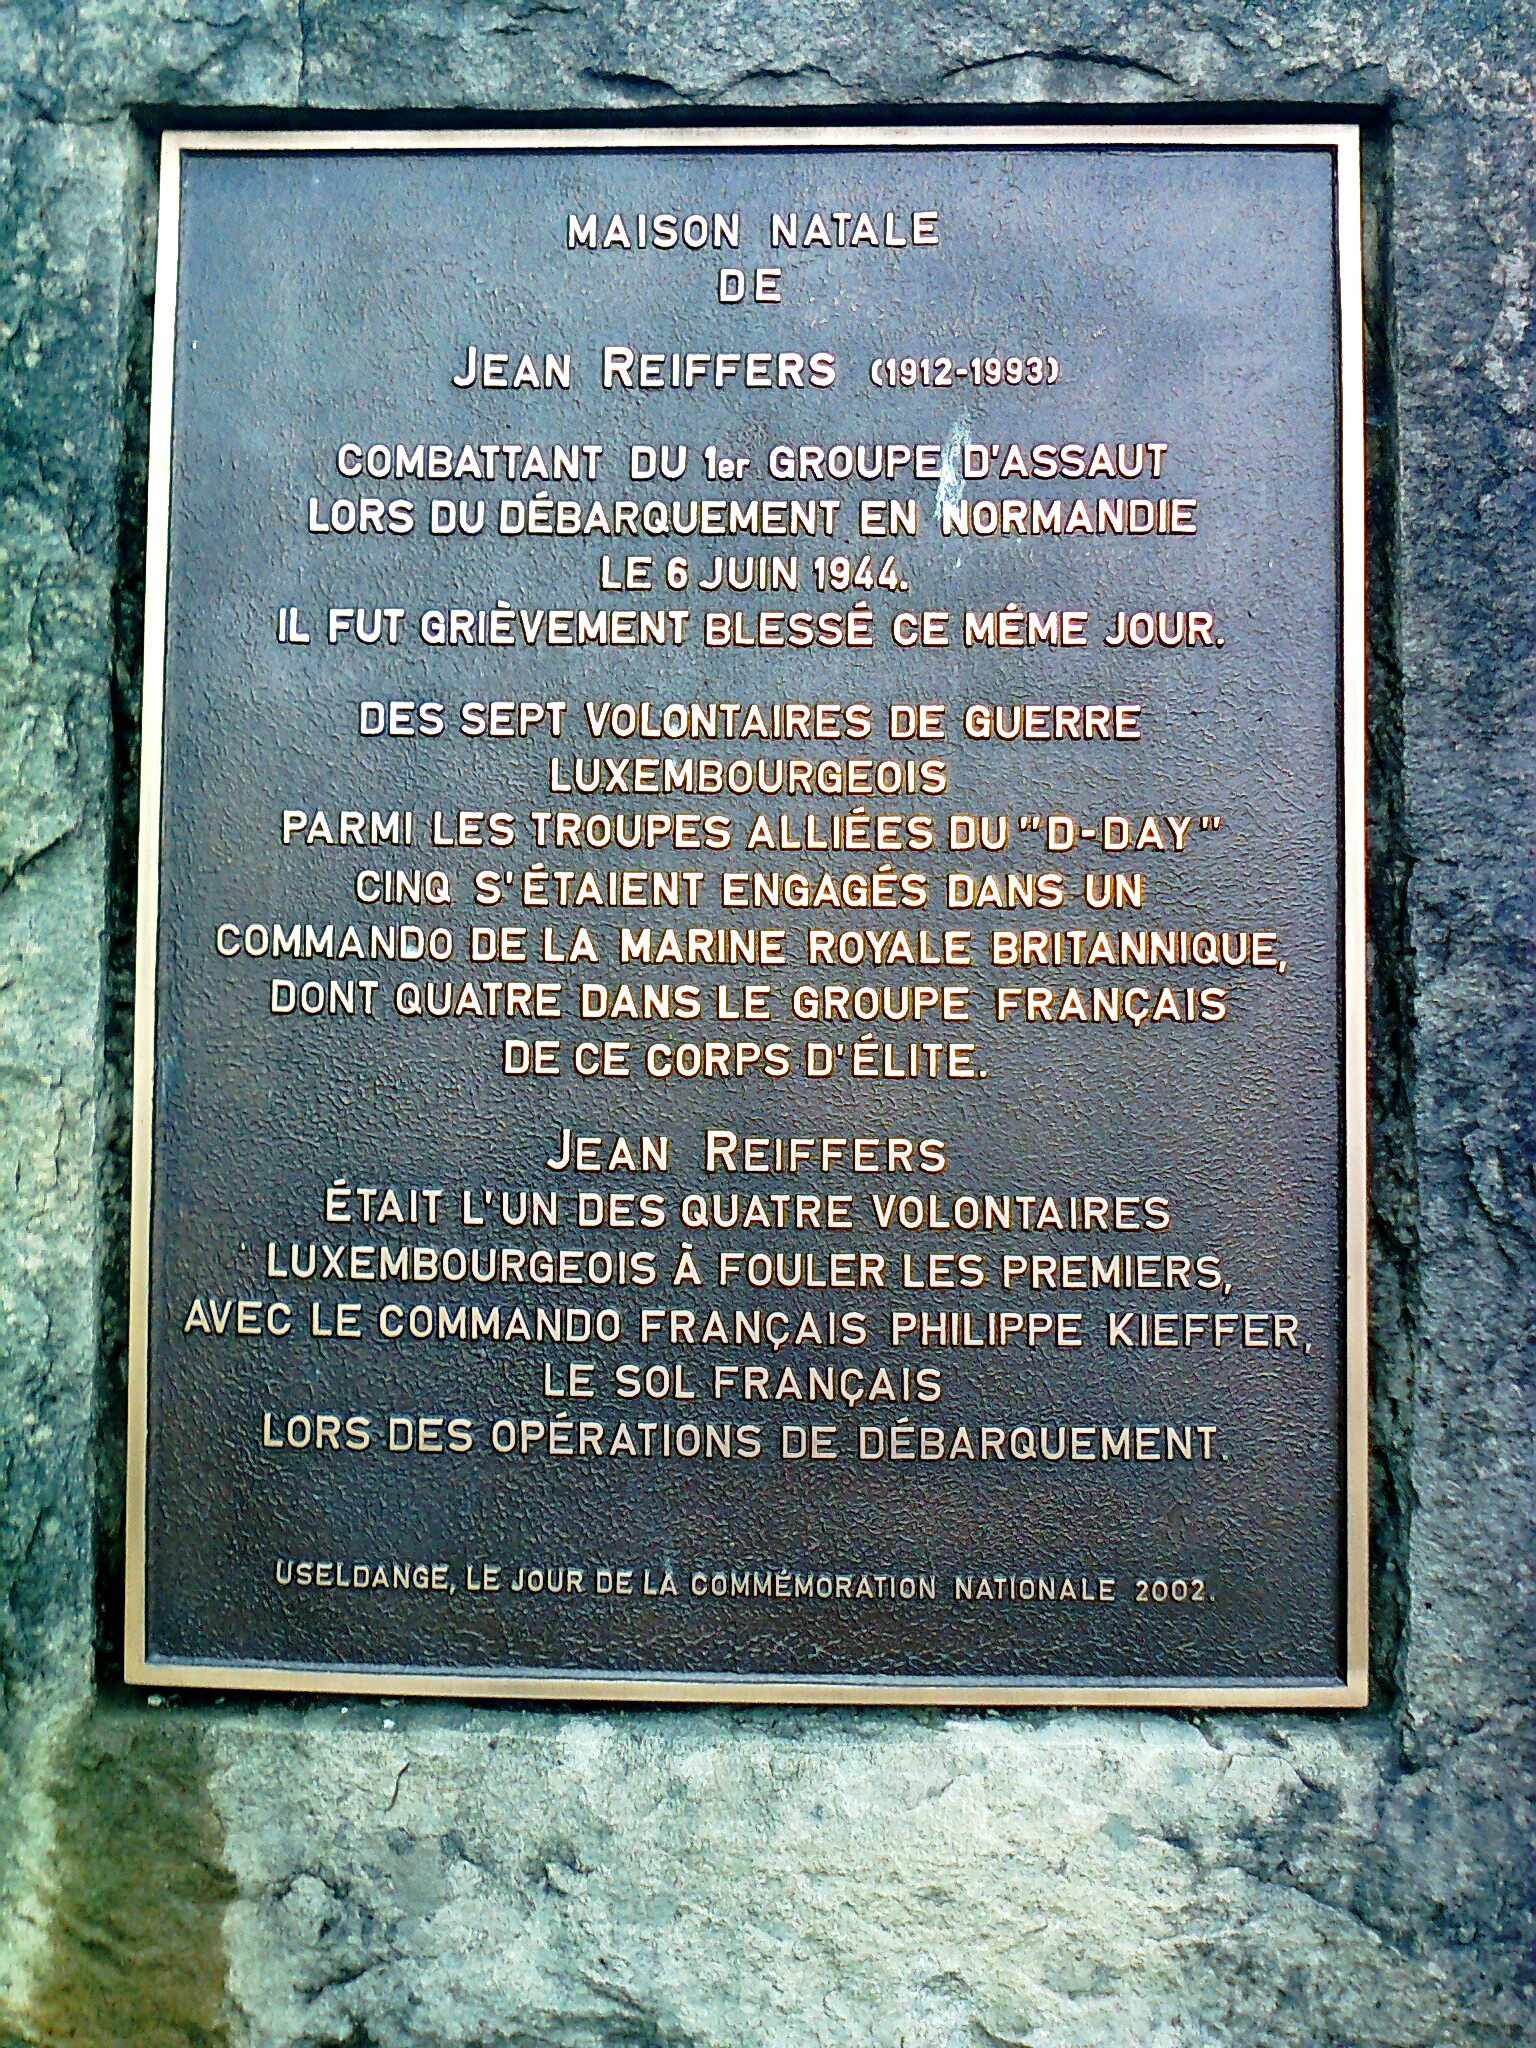 MAISON NATALE
DE
JEAN REIFFERS (1912-1993)
COMBATTANT DU 1er GROUPE D'ASSAUT
LORS DU DÉBARQUEMENT EN NORMANDIE
LE 6 JUIN 1944.
IL FUT GRIÈVEMENT BLESSÉ CE MÉME JOUR.
DES SEPT VOLONTAIRES DE GUERRE
LUXEMBOURGEOIS
PARMI LES TROUPES ALLIÉES DU "D-DAY"
CINQ S'ÉTAIENT ENGAGÉS DANS UN
COMMANDO DE LA MARINE ROYALE BRITANNIQUE,
DONT QUATRE DANS LE GROUPE FRANÇAIS
DE CE CORPS D'ÉLITE.
JEAN REIFFERS
ÉTAIT L'UN DES QUATRE VOLONTAIRES
LUXEMBOURGEOIS À FOULER LES PREMIERS,
AVEC LE COMMANDO FRANÇAIS PHILIPPE KIEFFER,
LE SOL FRANÇAIS
LORS DES OPÉRATIONS DE DÉBARQUEMENT.
USELDANGE, LE JOUR DE LA COMMÉMORATION NATIONALE 2002.